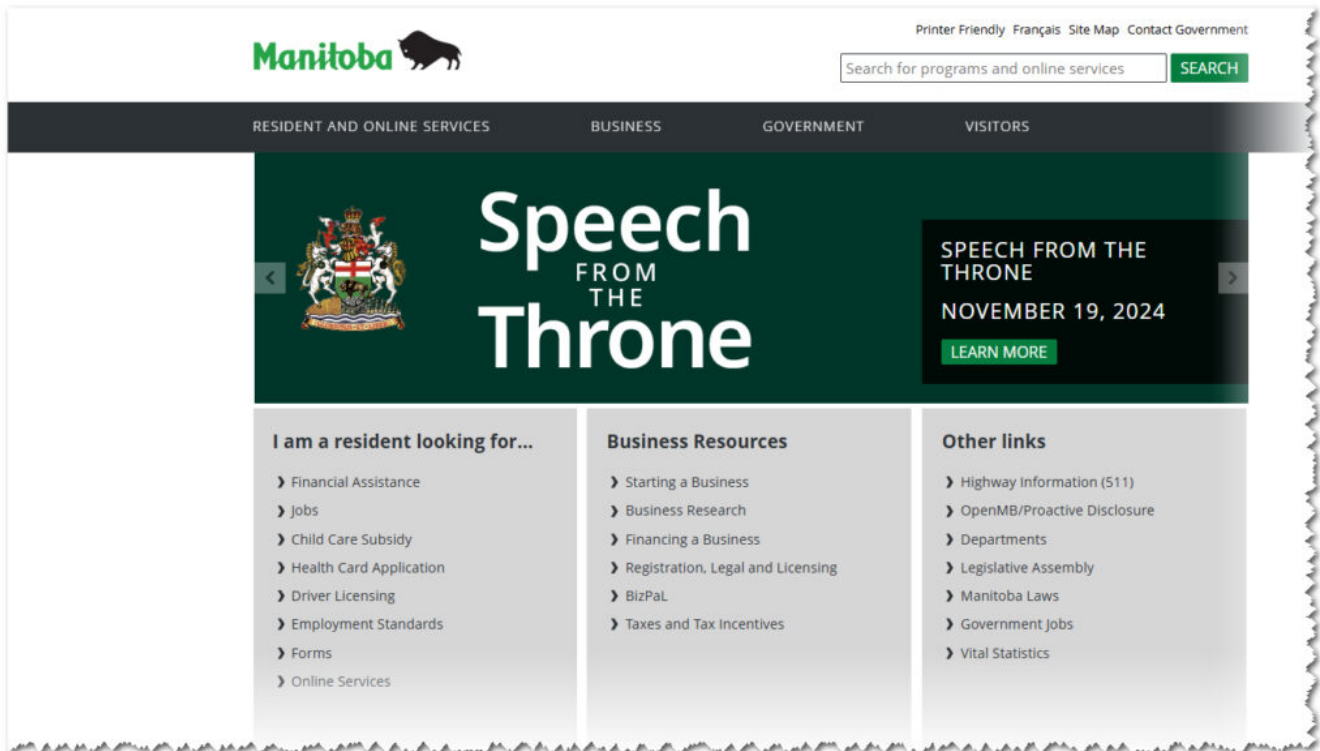 Printer Friendly Français Site Map Contact Government
Manitoba
Search for programs and online services SEARCH
RESIDENT AND ONLINE SERVICES BUSINESS GOVERNMENT VISITORS
Speech
FROM
THE
Throne
SPEECH FROM THE
THRONE
NOVEMBER 19, 2024
LEARN MORE
I am a resident looking for...
Financial Assistance
Jobs
Child Care Subsidy
Health Card Application
Driver Licensing
Employment Standards
Forms
Online Services
Business Resources
Starting a Business
Business Research
Financing a Business
Registration, Legal and Licensing
BizPaL
Taxes and Tax Incentives
Other links
Highway Information (511)
OpenMB/Proactive Disclosure
Departments
Legislative Assembly
Manitoba Laws
Government Jobs
Vital Statistics